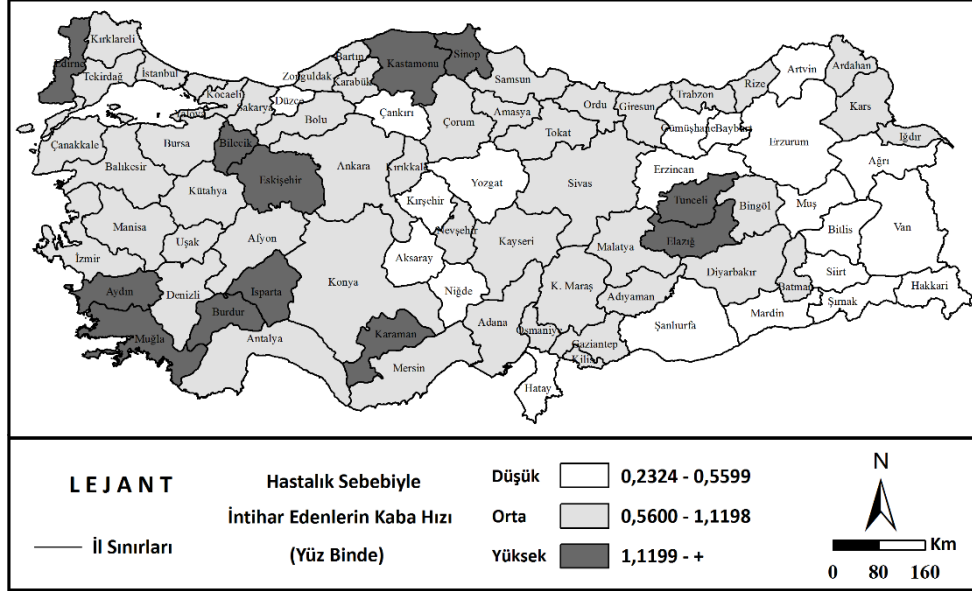 Kırklareli
Edirne
Tekirdağ
İstanbul
Kocaeli
Yalova
Sakarya
Düzce
Zonguldak
Bartın
Karabük
Kastamonu
Sinop
Samsun
Bolu
Çankırı
Çorum
Amasya
Ordu
Giresun
Trabzon
Rize
Artvin
Ardahan
Kars
Iğdır
Ağrı
Erzurum
Bayburt
Gümüşhane
Tokat
Sivas
Erzincan
Tunceli
Bingöl
Muş
Bitlis
Van
Hakkari
Şırnak
Siirt
Batman
Mardin
Diyarbakır
Elazığ
Malatya
Adıyaman
Şanlıurfa
Gaziantep
Kilis
Osmaniye
Hatay
K. Maraş
Kayseri
Adana
Niğde
Nevşehir
Aksaray
Kırşehir
Yozgat
Kırıkkale
Ankara
Eskişehir
Bilecik
Bursa
Çanakkale
Balıkesir
Kütahya
Manisa
Uşak
Afyon
İzmir
Aydın
Denizli
Muğla
Burdur
Isparta
Antalya
Konya
Karaman
Mersin
LEJANT
İl Sınırları
Hastalık Sebebiyle
İntihar Edenlerin Kaba Hızı
(Yüz Binde)
Düşük 0,2324 - 0,5599
Orta 0,5600 - 1,1198
Yüksek 1,1199 - +
N
Km
0 80 160